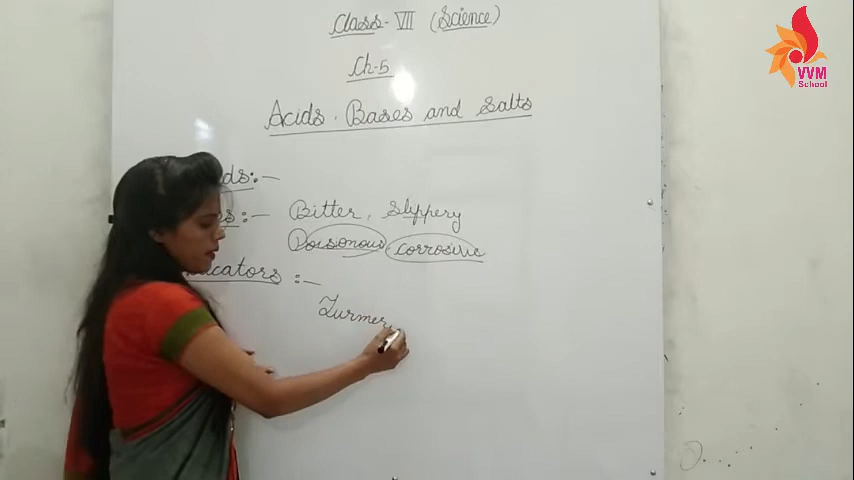 Class - VII (Science)
Ch-5
Acids, Bases and Salts
ds :-
s :- Bitter, Slippery
Poisonous, corrosive
icators :-
Turmer
VVM
School